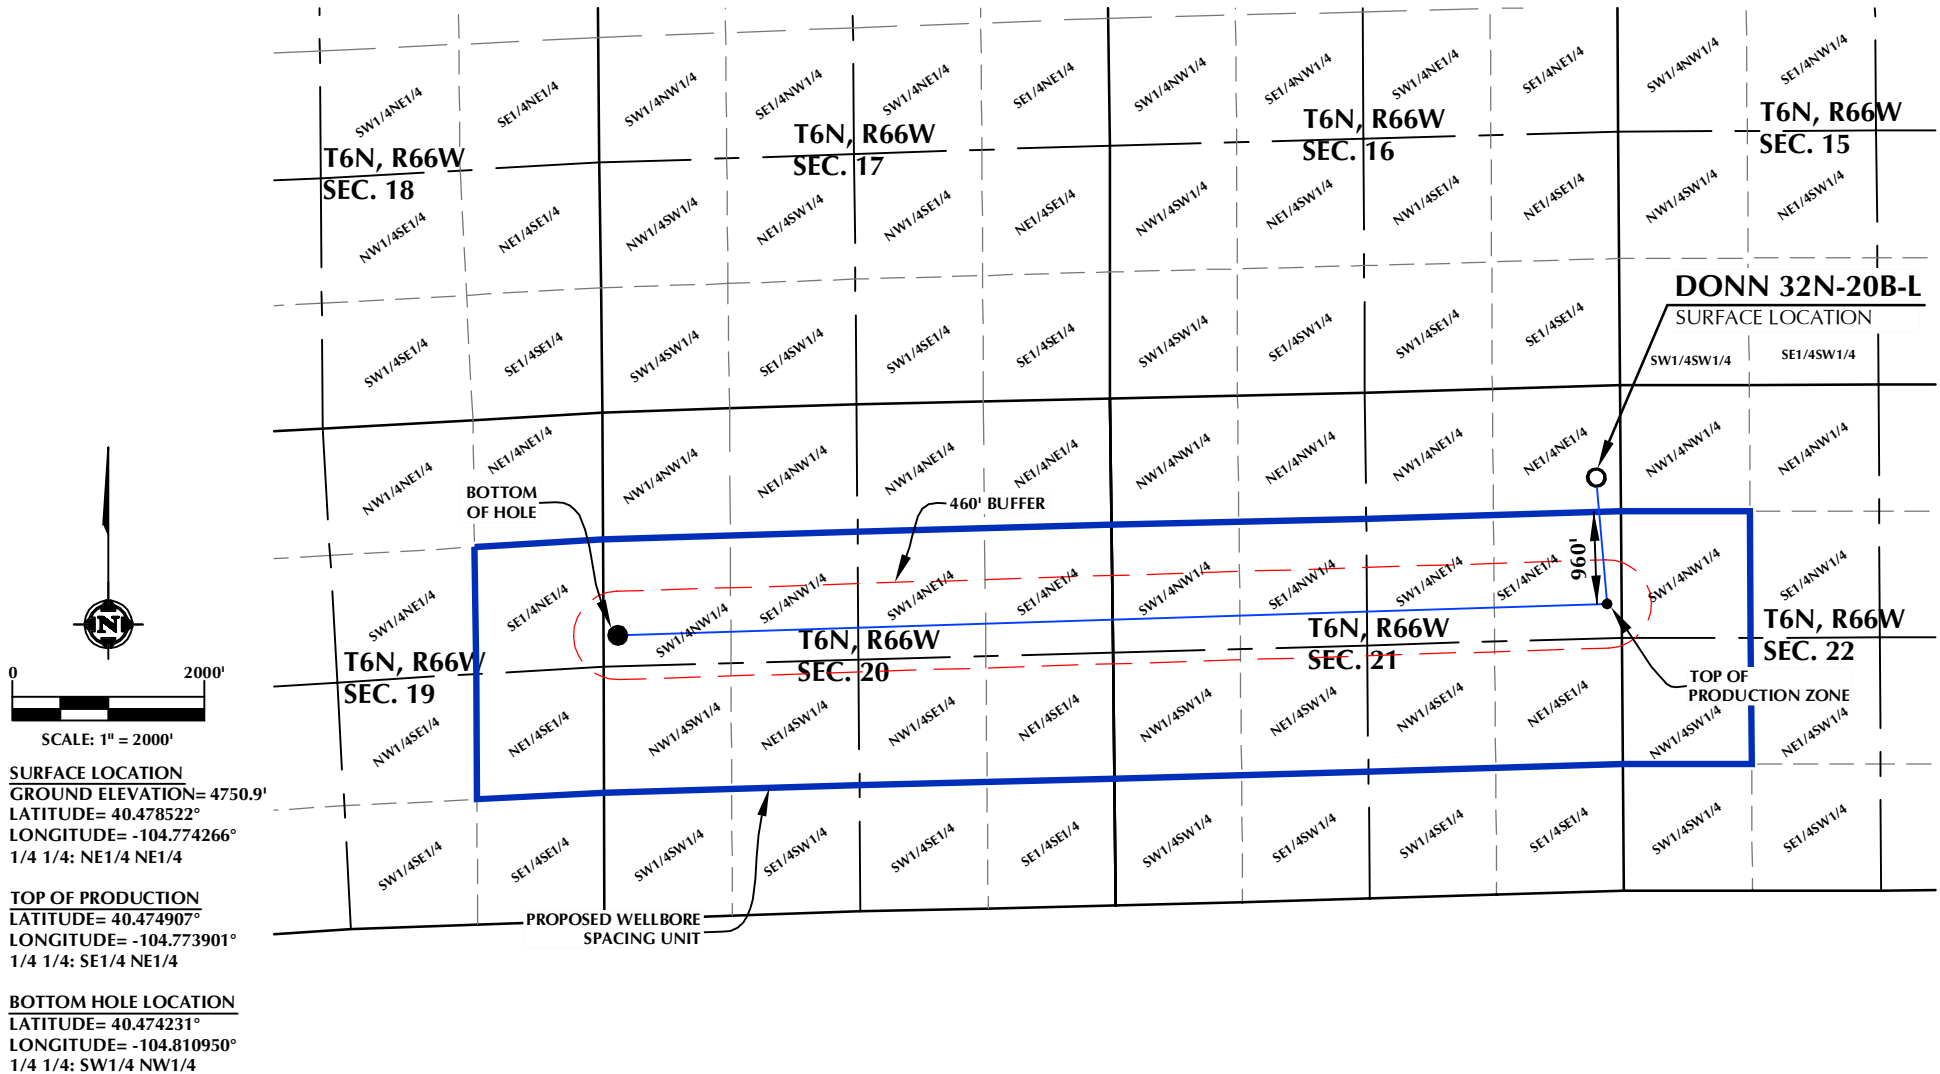 SW1/4NE1/4
SE1/4NE1/4
SW1/4NW1/4
SE1/4NW1/4
SW1/4NE1/4
SE1/4NE1/4
SW1/4NW1/4
SE1/4NW1/4
SW1/4NE1/4
SE1/4NE1/4
SW1/4NW1/4
SE1/4NW1/4
T6N, R66W
SEC. 18
T6N, R66W
SEC. 17
T6N, R66W
SEC. 16
T6N, R66W
SEC. 15
NW1/4SE1/4
NE1/4SE1/4
NW1/4SW1/4
NE1/4SW1/4
NW1/4SE1/4
NE1/4SE1/4
NW1/4SW1/4
NE1/4SW1/4
NW1/4SE1/4
NE1/4SE1/4
NW1/4SW1/4
NE1/4SW1/4
DONN 32N-20B-L
SURFACE LOCATION
SW1/4SE1/4
SE1/4SE1/4
SW1/4SW1/4
SE1/4SW1/4
SW1/4SE1/4
SE1/4SE1/4
SW1/4SW1/4
SE1/4SW1/4
SW1/4SE1/4
SE1/4SE1/4
SW1/4SW1/4
SE1/4SW1/4
NW1/4NE1/4
NE1/4NE1/4
NW1/4NW1/4
NE1/4NW1/4
NW1/4NE1/4
NE1/4NE1/4
NW1/4NW1/4
NE1/4NW1/4
NW1/4NE1/4
NE1/4NE1/4
NW1/4NW1/4
NE1/4NW1/4
BOTTOM
OF HOLE
460' BUFFER
960'
SW1/4NE1/4
SE1/4NE1/4
SW1/4NW1/4
SE1/4NW1/4
SW1/4NE1/4
SE1/4NE1/4
SW1/4NW1/4
SE1/4NW1/4
SW1/4NE1/4
SE1/4NE1/4
SW1/4NW1/4
SE1/4NW1/4
T6N, R66W
SEC. 19
T6N, R66W
SEC. 20
T6N, R66W
SEC. 21
T6N, R66W
SEC. 22
TOP OF
PRODUCTION ZONE
NW1/4SE1/4
NE1/4SE1/4
NW1/4SW1/4
NE1/4SW1/4
NW1/4SE1/4
NE1/4SE1/4
NW1/4SW1/4
NE1/4SW1/4
NW1/4SE1/4
NE1/4SE1/4
NW1/4SW1/4
NE1/4SW1/4
SW1/4SE1/4
SE1/4SE1/4
SW1/4SW1/4
SE1/4SW1/4
SW1/4SE1/4
SE1/4SE1/4
SW1/4SW1/4
SE1/4SW1/4
SW1/4SE1/4
SE1/4SE1/4
SW1/4SW1/4
SE1/4SW1/4
PROPOSED WELLBORE
SPACING UNIT
N
0 2000'
SCALE: 1" = 2000'
SURFACE LOCATION
GROUND ELEVATION= 4750.9'
LATITUDE= 40.478522°
LONGITUDE= -104.774266°
1/4 1/4: NE1/4 NE1/4
TOP OF PRODUCTION
LATITUDE= 40.474907°
LONGITUDE= -104.773901°
1/4 1/4: SE1/4 NE1/4
BOTTOM HOLE LOCATION
LATITUDE= 40.474231°
LONGITUDE= -104.810950°
1/4 1/4: SW1/4 NW1/4